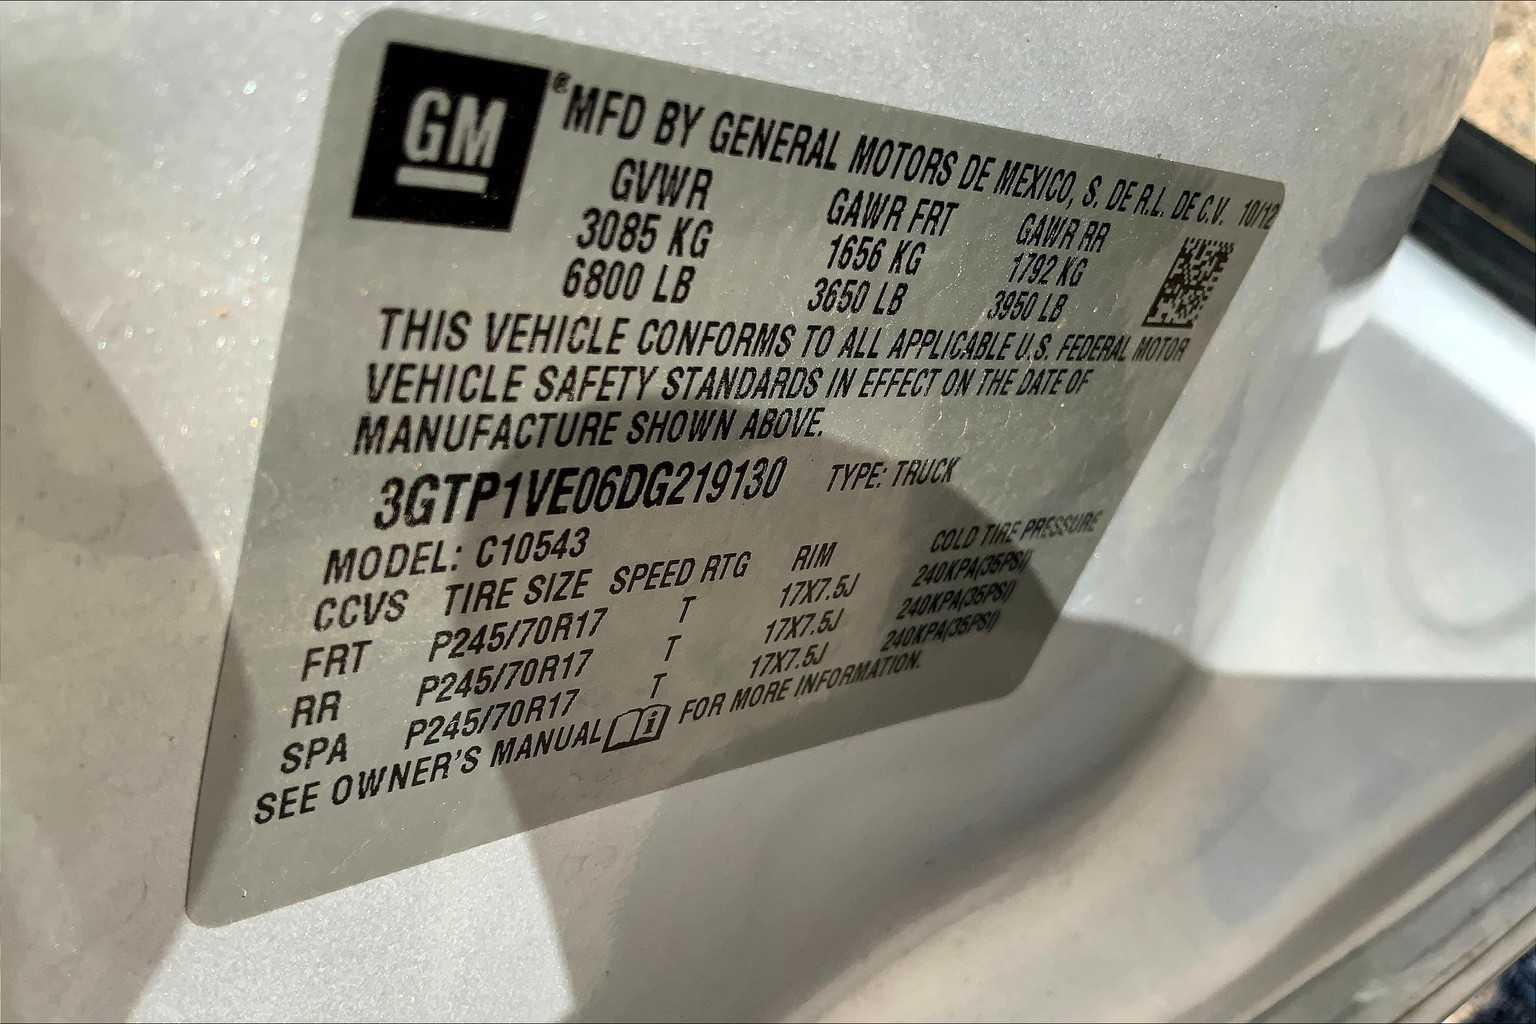 GM
®MFD BY GENERAL MOTORS DE MEXICO, S. DE R.L. DE C.V. 10/12
GVWR GAWR FRT GAWR RR
3085 KG 1656 KG 1792 KG
6800 LB 3650 LB 3950 LB
THIS VEHICLE CONFORMS TO ALL APPLICABLE U.S. FEDERAL MOTOR
VEHICLE SAFETY STANDARDS IN EFFECT ON THE DATE OF
MANUFACTURE SHOWN ABOVE.
3GTP1VE06DG219130 TYPE: TRUCK
MODEL: C10543
CCVS TIRE SIZE SPEED RTG RIM COLD TIRE PRESSURE
FRT P245/70R17 T 17X7.5J 240KPA(35PSI)
RR P245/70R17 T 17X7.5J 240KPA(35PSI)
SPA P245/70R17 T 17X7.5J 240KPA(35PSI)
SEE OWNER'S MANUAL FOR MORE INFORMATION.